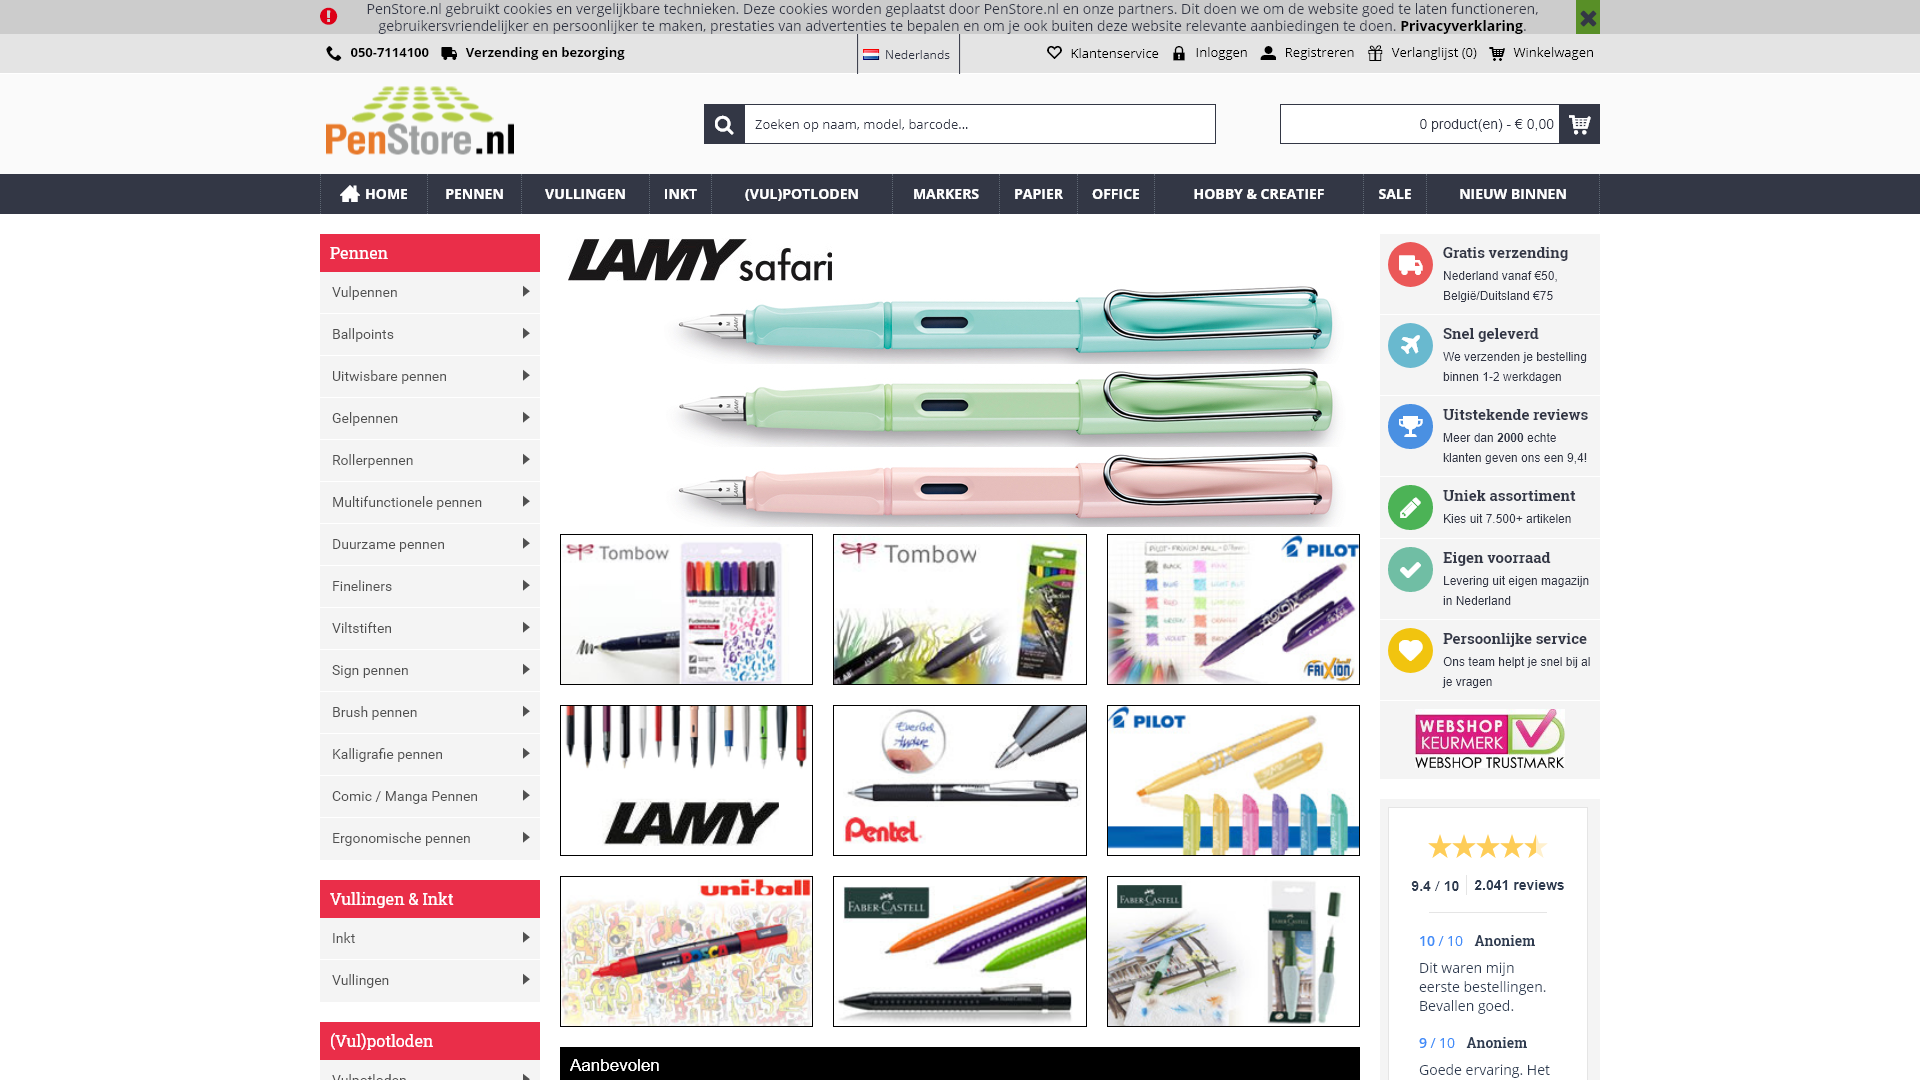 PenStore.nl gebruikt cookies en vergelijkbare technieken. Deze cookies worden geplaatst door PenStore.nl en onze partners. Dit doen we om de website goed te laten functioneren,
gebruikersvriendelijker en persoonlijker te maken, prestaties van advertenties te bepalen en om je ook buiten deze website relevante aanbiedingen te doen. Privacyverklaring.
050-7114100 Verzending en bezorging Nederlands Klantenservice Inloggen Registreren Verlanglijst (0) Winkelwagen
PenStore.nl
Zoeken op naam, model, barcode...
0 product(en) - € 0,00
HOME PENNEN VULLINGEN INKT (VUL)POTLODEN MARKERS PAPIER OFFICE HOBBY & CREATIEF SALE NIEUW BINNEN
Pennen
Vulpennen
Ballpoints
Uitwisbare pennen
Gelpennen
Rollerpennen
Multifunctionele pennen
Duurzame pennen
Fineliners
Viltstiften
Sign pennen
Brush pennen
Kalligrafie pennen
Comic / Manga Pennen
Ergonomische pennen
Vullingen & Inkt
Inkt
Vullingen
(Vul)potloden
Vulpotloden
LAMY safari
Tombow
Tombow
PILOT
BLACK
BLUE
RED
GREEN
VIOLET
FRIXION
LAMY
EnerGel
Pentel
PILOT
uni-ball
POSCA
FABER-CASTELL
FABER-CASTELL
Aanbevolen
Gratis verzending
Nederland vanaf €50,
België/Duitsland €75
Snel geleverd
We verzenden je bestelling
binnen 1-2 werkdagen
Uitstekende reviews
Meer dan 2000 echte
klanten geven ons een 9,4!
Uniek assortiment
Kies uit 7.500+ artikelen
Eigen voorraad
Levering uit eigen magazijn
in Nederland
Persoonlijke service
Ons team helpt je snel bij al
je vragen
WEBSHOP
KEURMERK
WEBSHOP TRUSTMARK
9.4 / 10 2.041 reviews
10 / 10 Anoniem
Dit waren mijn
eerste bestellingen.
Bevallen goed.
9 / 10 Anoniem
Goede ervaring. Het